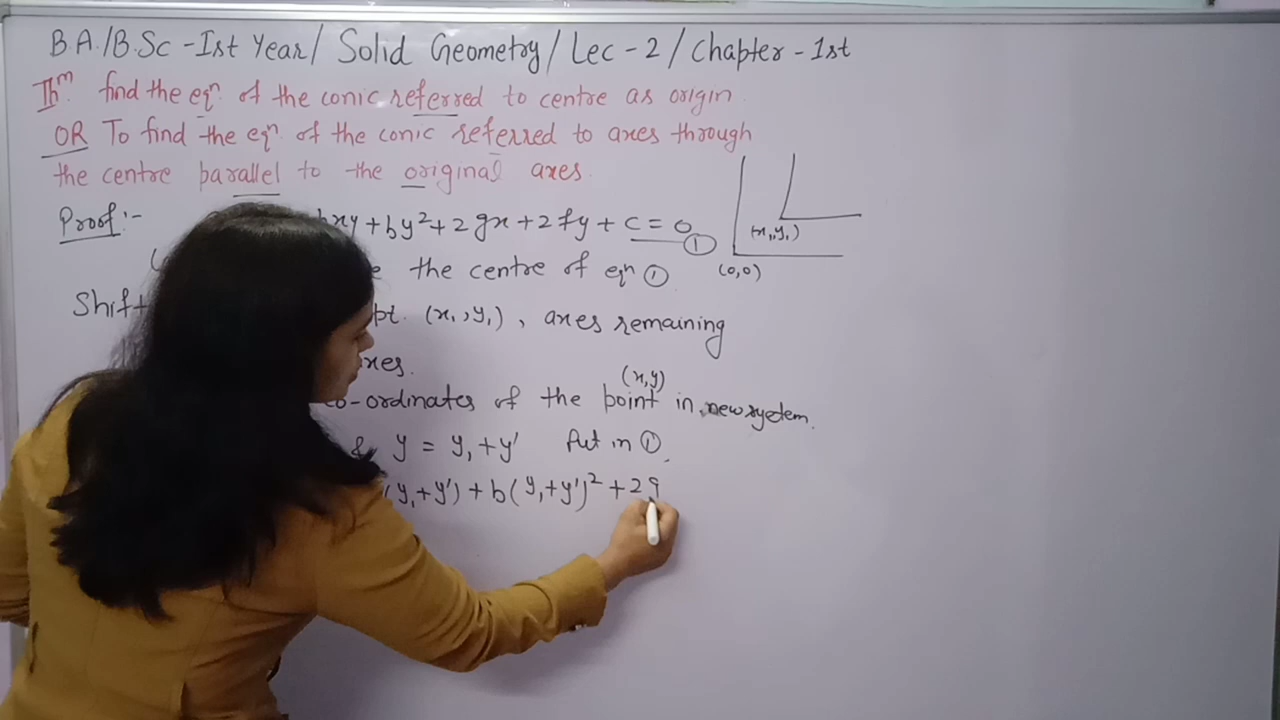 B.A./B.Sc - Ist Year/ Solid Geometry/ Lec - 2 / Chapter - 1st
Thm. find the eqn. of the conic referred to centre as origin.
OR To find the eqn. of the conic referred to axes through
the centre parallel to the original axes.
Proof:- hxy + by² + 2gx + 2fy + c = 0
①
(x₁,y₁)
(0,0)
the centre of eqn ①.
Shift pt. (x₁,y₁), axes remaining
axes.
(x,y)
co-ordinates of the point in new syetem.
& y = y₁+y' Put in ①.
(y₁+y') + b(y₁+y')² + 2g